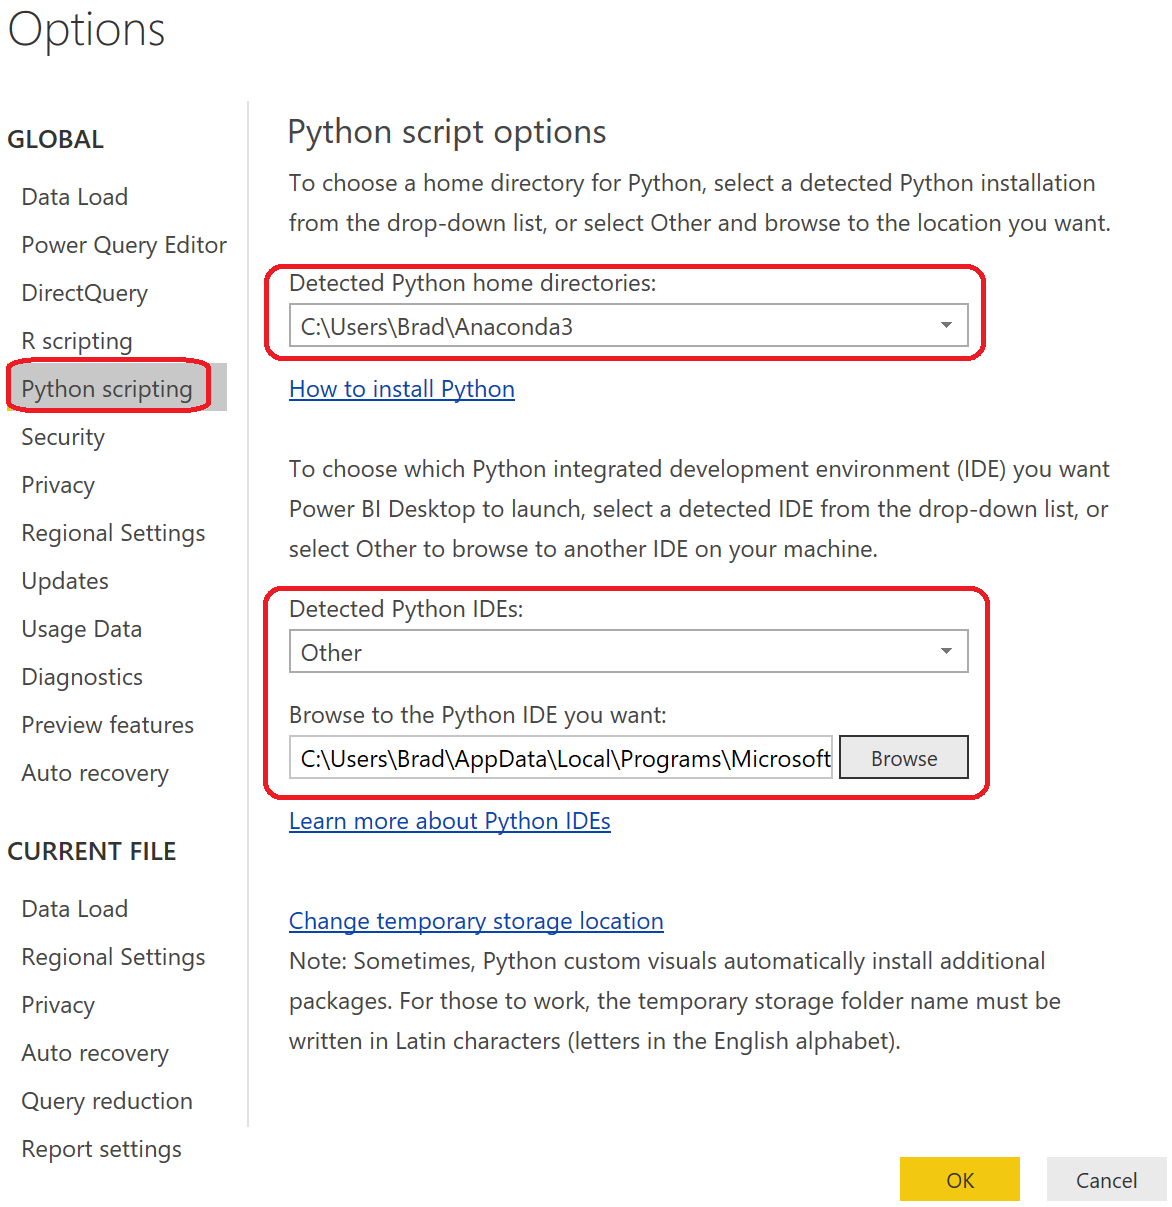 Options
GLOBAL
Data Load
Power Query Editor
DirectQuery
R scripting
Python scripting
Security
Privacy
Regional Settings
Updates
Usage Data
Diagnostics
Preview features
Auto recovery
CURRENT FILE
Data Load
Regional Settings
Privacy
Auto recovery
Query reduction
Report settings
Python script options
To choose a home directory for Python, select a detected Python installation
from the drop-down list, or select Other and browse to the location you want.
Detected Python home directories:
C:\Users\Brad\Anaconda3
How to install Python
To choose which Python integrated development environment (IDE) you want
Power BI Desktop to launch, select a detected IDE from the drop-down list, or
select Other to browse to another IDE on your machine.
Detected Python IDEs:
Other
Browse to the Python IDE you want:
C:\Users\Brad\AppData\Local\Programs\Microsoft
Browse
Learn more about Python IDEs
Change temporary storage location
Note: Sometimes, Python custom visuals automatically install additional
packages. For those to work, the temporary storage folder name must be
written in Latin characters (letters in the English alphabet).
OK
Cancel